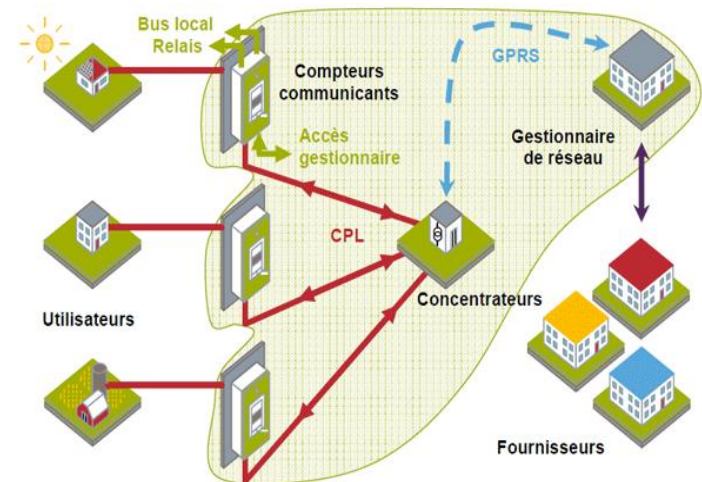 Bus local
Relais
Compteurs
communicants
GPRS
Accès
gestionnaire
Gestionnaire
de réseau
CPL
Concentrateurs
Utilisateurs
Fournisseurs